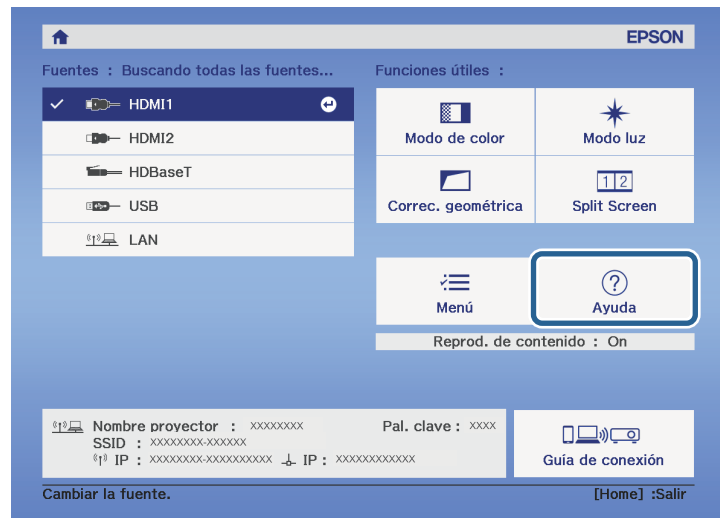 EPSON
Fuentes : Buscando todas las fuentes...
Funciones útiles :
HDMI1
HDMI2
HDBaseT
USB
LAN
Modo de color
Modo luz
Correc. geométrica
1 2
Split Screen
Menú
? 
Ayuda
Reprod. de contenido : On
Nombre proyector : xxxxxxxx
Pal. clave : xxxx
SSID : xxxxxxxx-xxxxxx
IP : xxxxxxxx-xxxxxxxxxx IP : xxxxxxxxxxxx
Guía de conexión
Cambiar la fuente.
[Home] :Salir